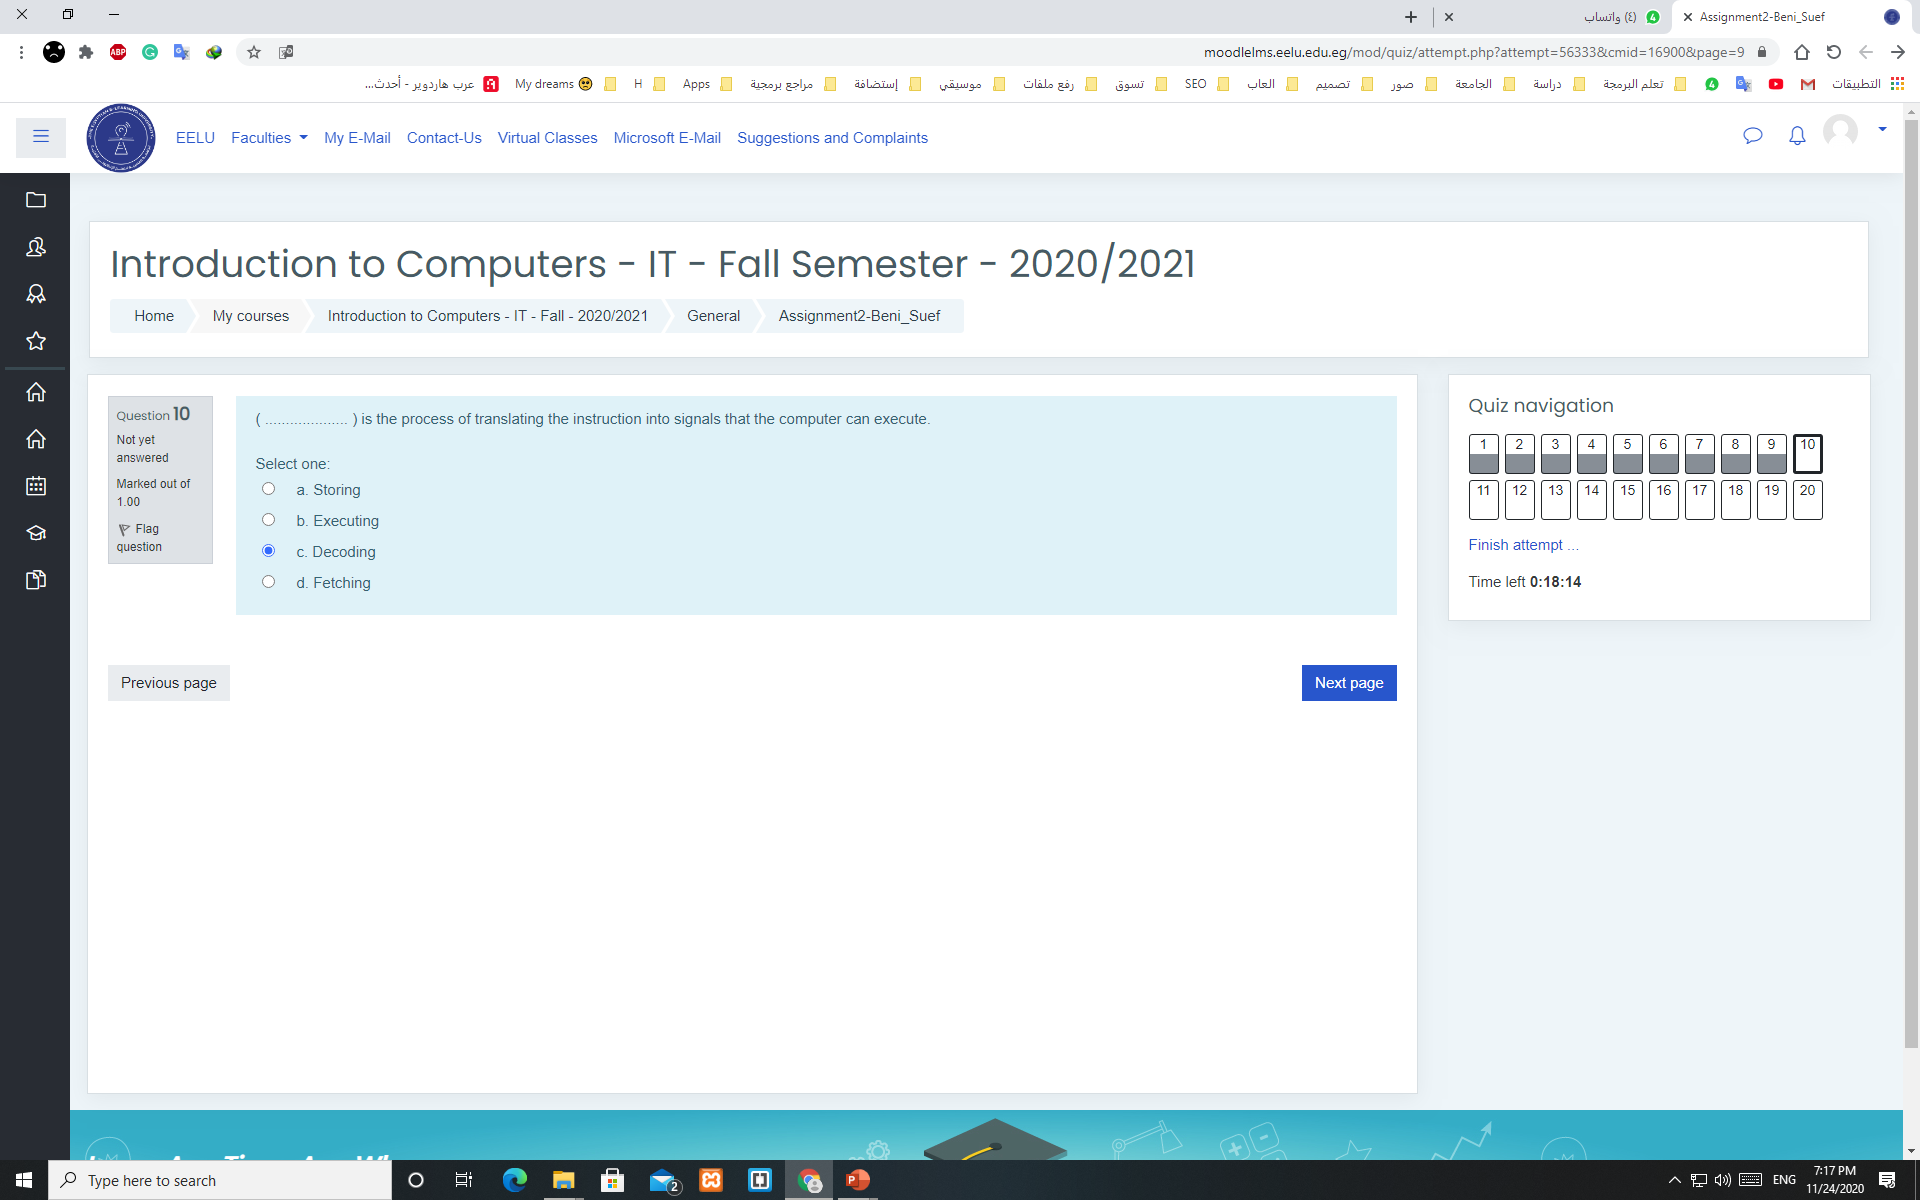 (٤) واتساب
Assignment2-Beni_Suef
moodlelms.eelu.edu.eg/mod/quiz/attempt.php?attempt=56333&cmid=16900&page=9
عرب هاردوير - أحدث...
My dreams
H
Apps
مراجع برمجية
إستضافة
موسيقي
رفع ملفات
تسوق
SEO
العاب
تصميم
صور
الجامعة
دراسة
تعلم البرمجة
التطبيقات
EELU Faculties My E-Mail Contact-Us Virtual Classes Microsoft E-Mail Suggestions and Complaints
Introduction to Computers - IT - Fall Semester - 2020/2021
Home My courses Introduction to Computers - IT - Fall - 2020/2021 General Assignment2-Beni_Suef
Question 10
Not yet
answered
Marked out of
1.00
Flag
question
( .................... ) is the process of translating the instruction into signals that the computer can execute.
Select one:
a. Storing
b. Executing
c. Decoding
d. Fetching
Previous page
Next page
Quiz navigation
1 2 3 4 5 6 7 8 9 10
11 12 13 14 15 16 17 18 19 20
Finish attempt ...
Time left 0:18:14
Type here to search
2
ENG
7:17 PM
11/24/2020